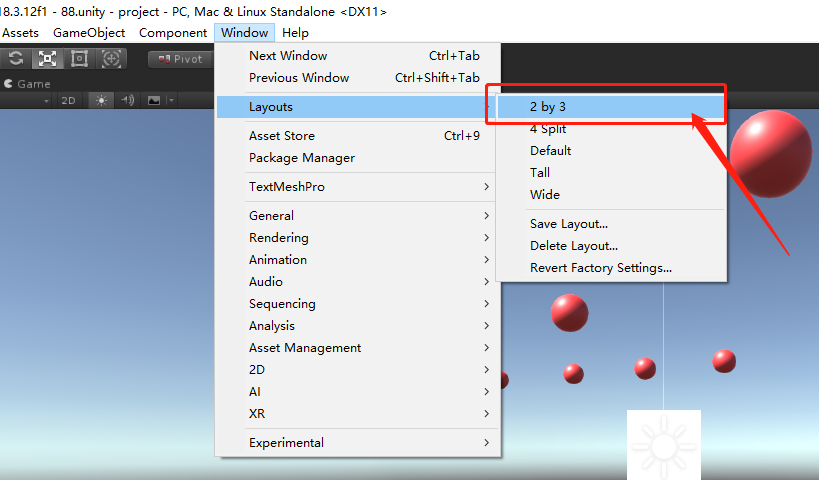 18.3.12f1 - 88.unity - project - PC, Mac & Linux Standalone <DX11>
Assets GameObject Component Window Help
Pivot
Game
2D
Next Window Ctrl+Tab
Previous Window Ctrl+Shift+Tab
Layouts
Asset Store Ctrl+9
Package Manager
TextMeshPro
General
Rendering
Animation
Audio
Sequencing
Analysis
Asset Management
2D
AI
XR
Experimental
2 by 3
4 Split
Default
Tall
Wide
Save Layout...
Delete Layout...
Revert Factory Settings...